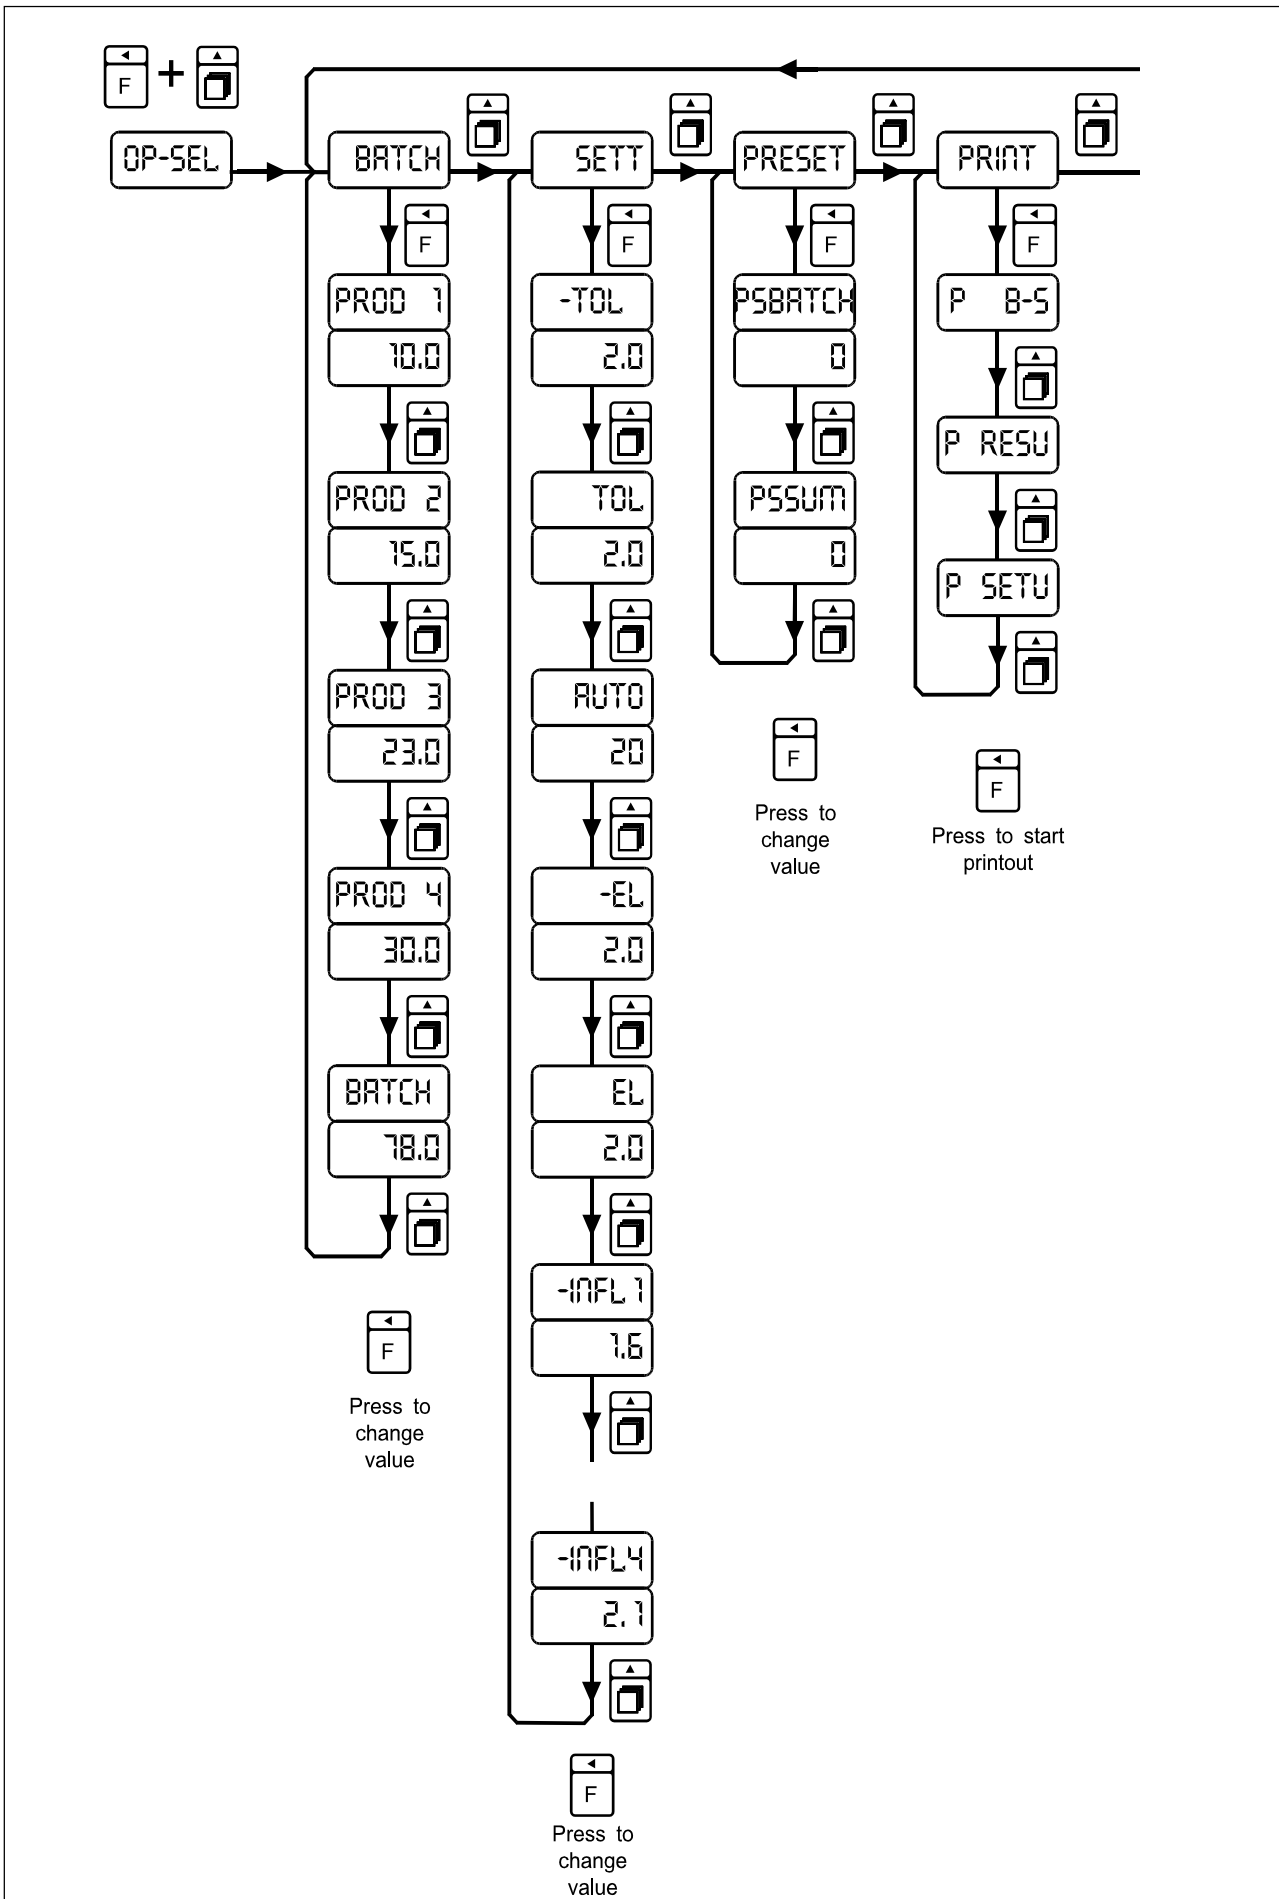 F + 
OP-SEL
BATCH
SETT
PRESET
PRINT
F
F
F
F
PROD 1
10.0
PROD 2
15.0
PROD 3
23.0
PROD 4
30.0
BATCH
78.0
F
Press to
change
value
-TOL
2.0
TOL
2.0
AUTO
20
-EL
2.0
EL
2.0
-INFL1
1.6
-INFL4
2.1
F
Press to
change
value
PSBATCH
0
PSSUM
0
F
Press to
change
value
P B-S
P RESU
P SETU
F
Press to start
printout